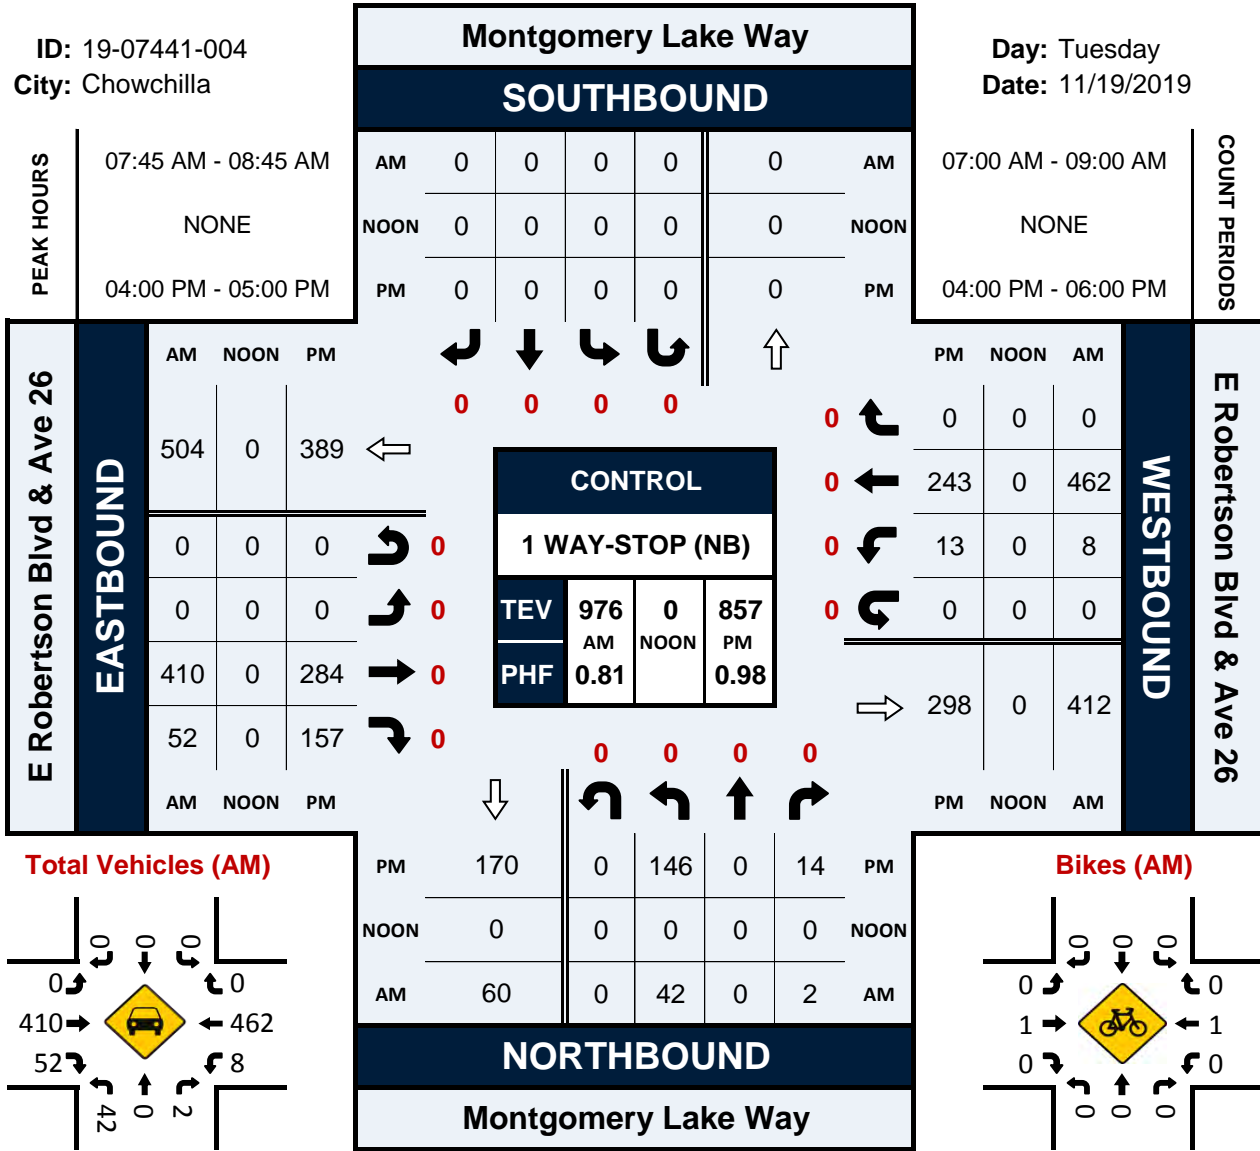 ID: 19-07441-004
City: Chowchilla
Montgomery Lake Way
SOUTHBOUND
Day: Tuesday
Date: 11/19/2019
PEAK HOURS
07:45 AM - 08:45 AM
NONE
04:00 PM - 05:00 PM
AM 0 0 0 0 0 AM
NOON 0 0 0 0 0 NOON
PM 0 0 0 0 0 PM
07:00 AM - 09:00 AM
NONE
04:00 PM - 06:00 PM
COUNT PERIODS
0 0 0 0
E Robertson Blvd & Ave 26
EASTBOUND
AM NOON PM
504 0 389
0 0 0 0
0 0 0 0
410 0 284 0
52 0 157 0
AM NOON PM
CONTROL
1 WAY-STOP (NB)
TEV 976 0 857
AM NOON PM
PHF 0.81 0.98
PM NOON AM
0 0 0 0
0 243 0 462
0 13 0 8
0 0 0 0
298 0 412
PM NOON AM
WESTBOUND
E Robertson Blvd & Ave 26
0 0 0 0
PM 170 0 146 0 14 PM
NOON 0 0 0 0 0 NOON
AM 60 0 42 0 2 AM
NORTHBOUND
Montgomery Lake Way
Total Vehicles (AM)
0 0 0
0 0
410 462
52 8
42 0 2
Bikes (AM)
0 0 0
0 0
1 1
0 0
0 0 0